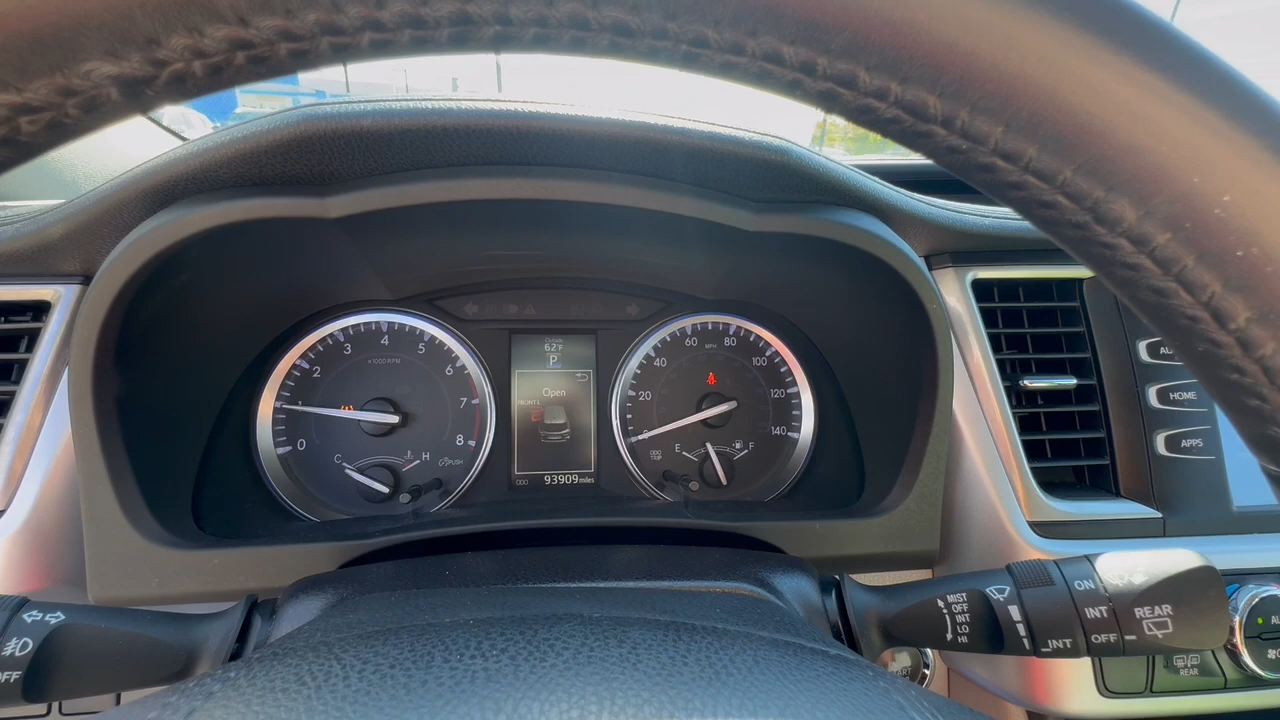 0
1
2
3
4
5
6
7
8
×1000 RPM
C
H
PUSH
Outside
62°F
P
Open
FRONT L
ODO
93909 miles
20
40
60
80
100
120
140
MPH
ODO
TRIP
E
F
HOME
APPS
OFF
MIST
OFF
INT
LO
HI
INT
ON
INT
OFF
REAR
REAR